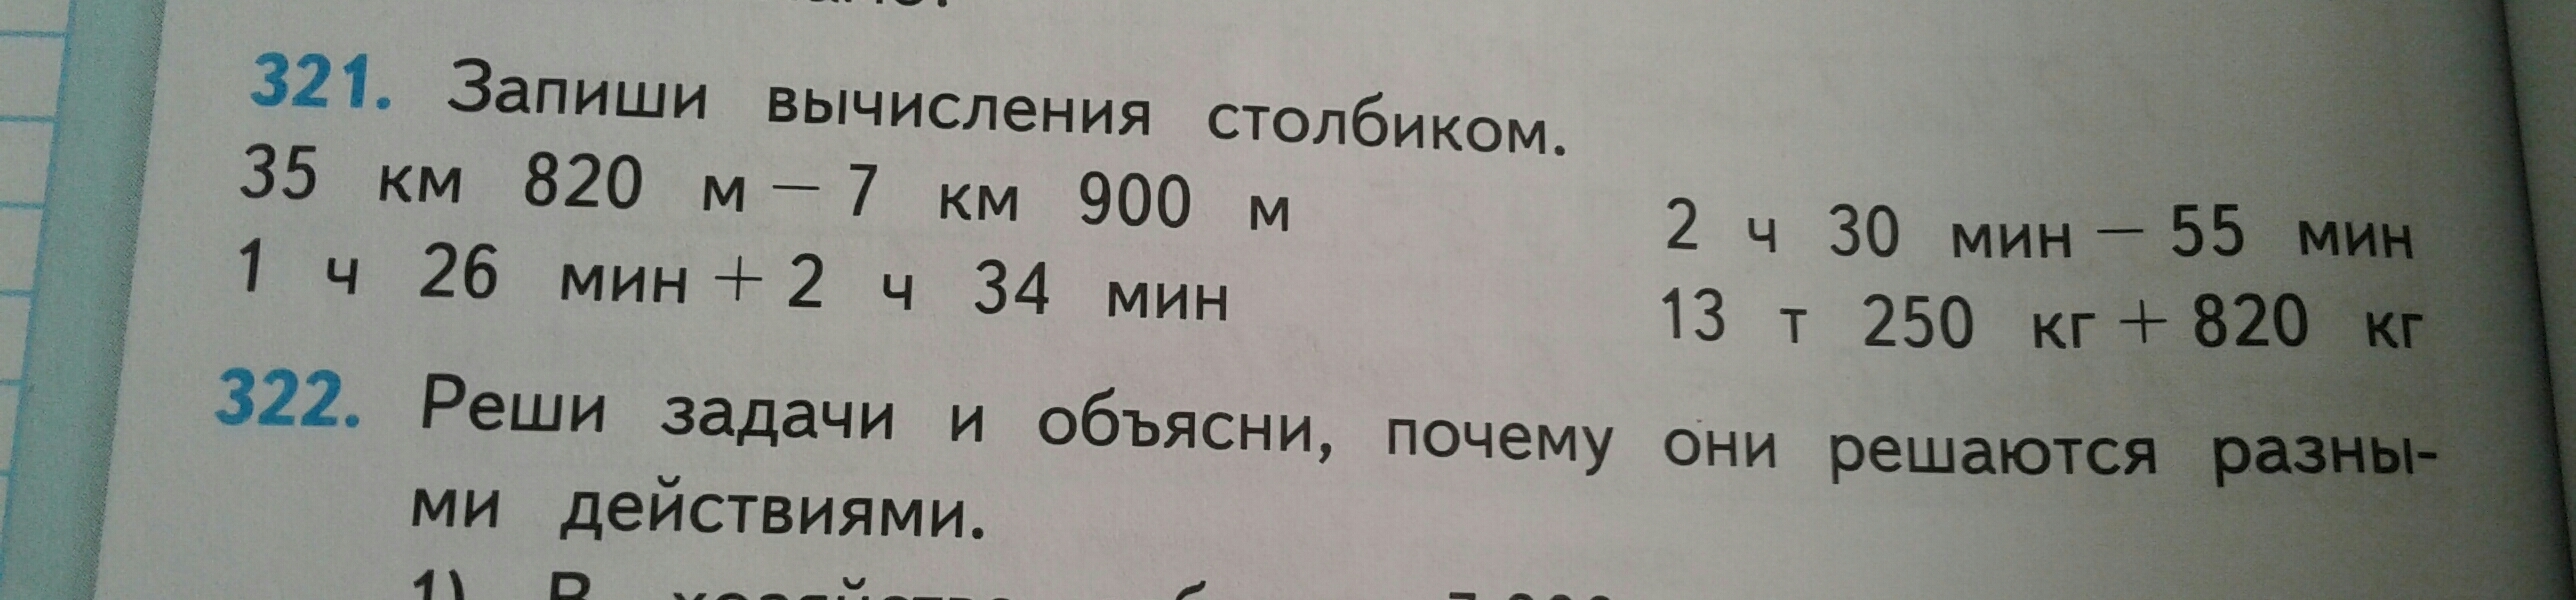 321. Запиши вычисления столбиком.
35 км 820 м — 7 км 900 м 2 ч 30 мин — 55 мин
1 ч 26 мин + 2 ч 34 мин 13 т 250 кг + 820 кг
322. Реши задачи и объясни, почему они решаются разны-
ми действиями.
1) В